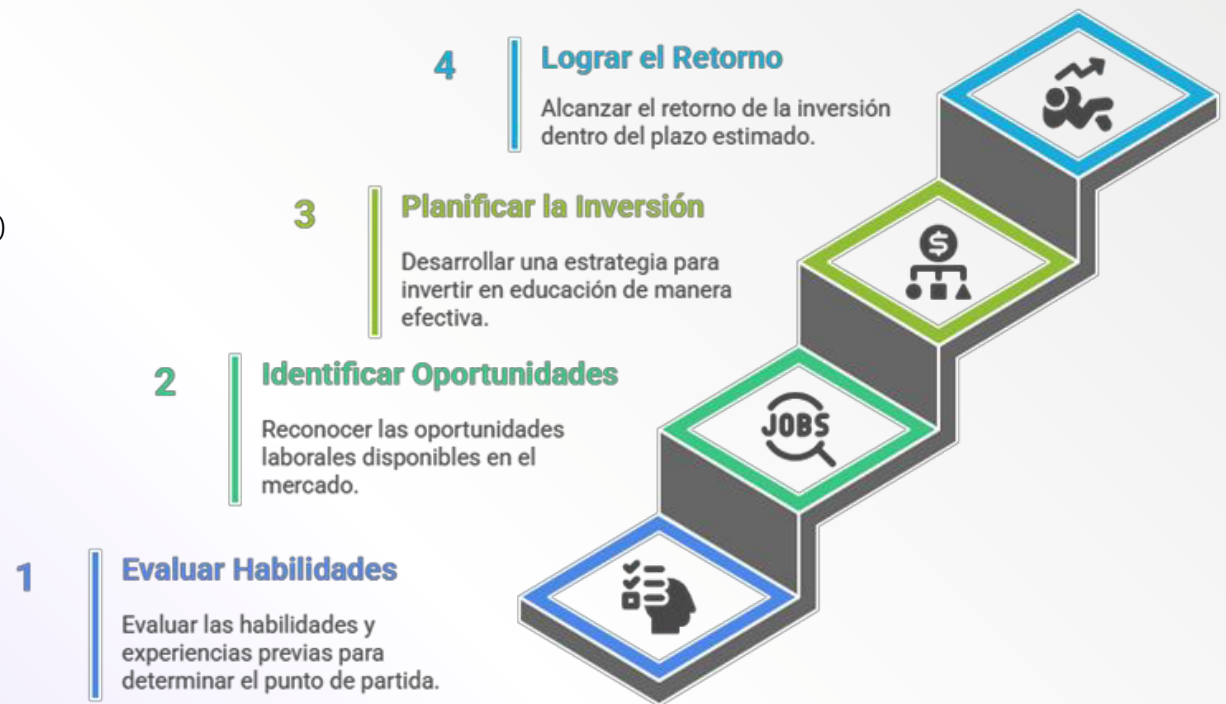 4
Lograr el Retorno
Alcanzar el retorno de la inversión
dentro del plazo estimado.
)
3
Planificar la Inversión
Desarrollar una estrategia para
invertir en educación de manera
efectiva.
2
Identificar Oportunidades
Reconocer las oportunidades
laborales disponibles en el
mercado.
1
Evaluar Habilidades
Evaluar las habilidades y
experiencias previas para
determinar el punto de partida.
$
JOBS